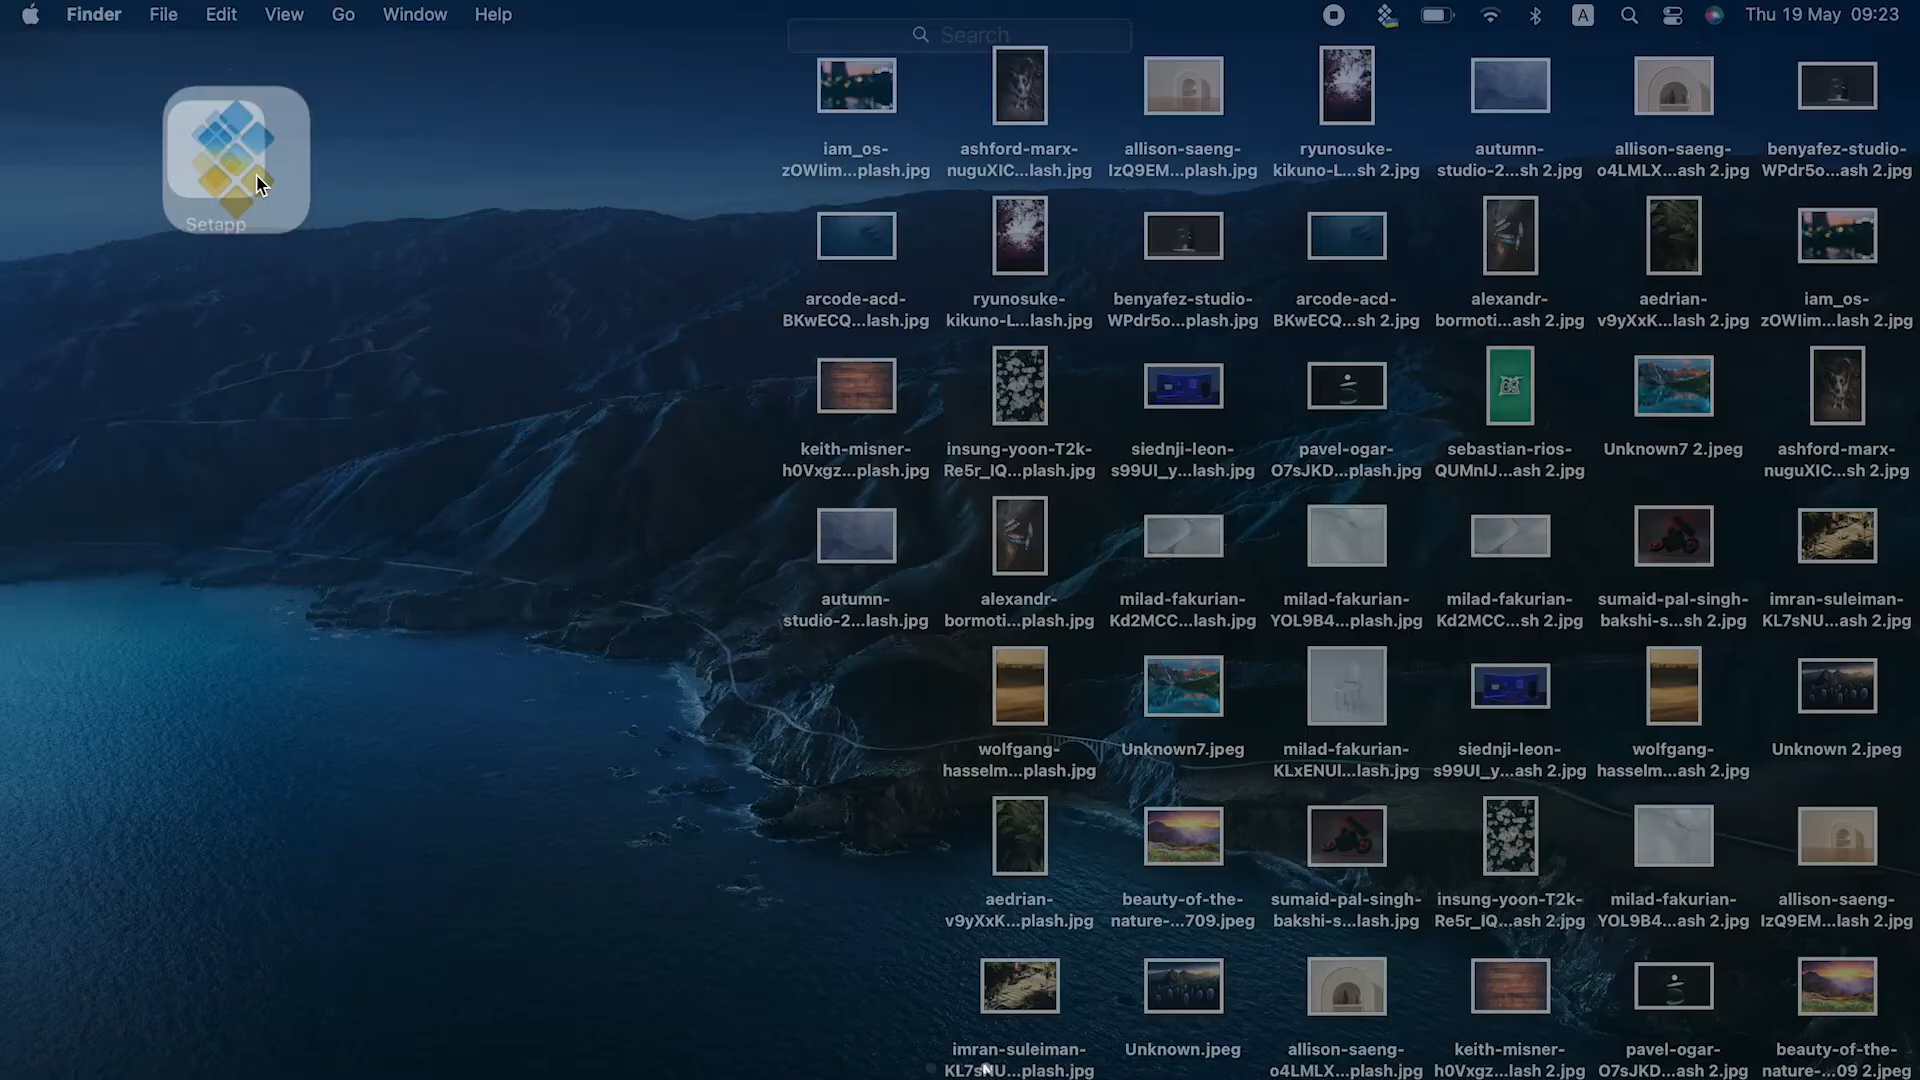 Finder File Edit View Go Window Help A Thu 19 May 09:23
Search
Setapp
iam_os-
zOWlim...plash.jpg
ashford-marx-
nuguXIC...lash.jpg
allison-saeng-
IzQ9EM...plash.jpg
ryunosuke-
kikuno-L...sh 2.jpg
autumn-
studio-2...sh 2.jpg
allison-saeng-
o4LMLX...ash 2.jpg
benyafez-studio-
WPdr5o...ash 2.jpg
arcode-acd-
BKwECQ...lash.jpg
ryunosuke-
kikuno-L...lash.jpg
benyafez-studio-
WPdr5o...plash.jpg
arcode-acd-
BKwECQ...sh 2.jpg
alexandr-
bormoti...ash 2.jpg
aedrian-
v9yXxK...lash 2.jpg
iam_os-
zOWlim...lash 2.jpg
keith-misner-
h0Vxgz...plash.jpg
insung-yoon-T2k-
Re5r_IQ...plash.jpg
siednji-leon-
s99UI_y...lash.jpg
pavel-ogar-
O7sJKD...plash.jpg
sebastian-rios-
QUMnIJ...ash 2.jpg
Unknown7 2.jpeg
ashford-marx-
nuguXIC...sh 2.jpg
autumn-
studio-2...lash.jpg
alexandr-
bormoti...plash.jpg
milad-fakurian-
Kd2MCC...lash.jpg
milad-fakurian-
YOL9B4...plash.jpg
milad-fakurian-
Kd2MCC...sh 2.jpg
sumaid-pal-singh-
bakshi-s...sh 2.jpg
imran-suleiman-
KL7sNU...ash 2.jpg
wolfgang-
hasselm...plash.jpg
Unknown7.jpeg
milad-fakurian-
KLxENUI...lash.jpg
siednji-leon-
s99UI_y...ash 2.jpg
wolfgang-
hasselm...ash 2.jpg
Unknown 2.jpeg
aedrian-
v9yXxK...plash.jpg
beauty-of-the-
nature-...709.jpeg
sumaid-pal-singh-
bakshi-s...lash.jpg
insung-yoon-T2k-
Re5r_IQ...ash 2.jpg
milad-fakurian-
YOL9B4...ash 2.jpg
allison-saeng-
IzQ9EM...lash 2.jpg
imran-suleiman-
KL7sNU...plash.jpg
Unknown.jpeg
allison-saeng-
o4LMLX...plash.jpg
keith-misner-
h0Vxgz...lash 2.jpg
pavel-ogar-
O7sJKD...ash 2.jpg
beauty-of-the-
nature-...09 2.jpeg